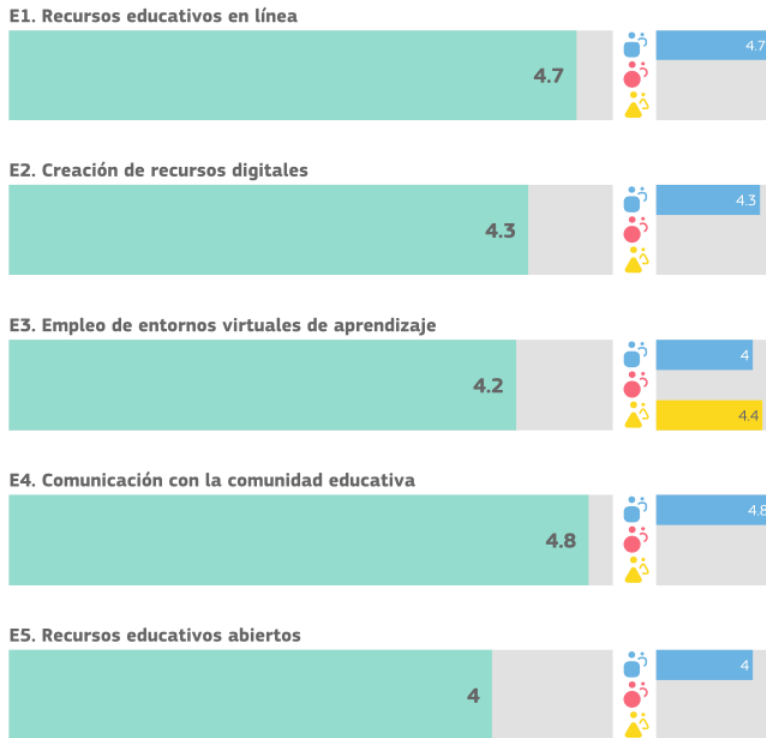 E1. Recursos educativos en línea
4.7
4.7
E2. Creación de recursos digitales
4.3
4.3
E3. Empleo de entornos virtuales de aprendizaje
4
4.2
4.4
E4. Comunicación con la comunidad educativa
4.8
4.8
E5. Recursos educativos abiertos
4
4